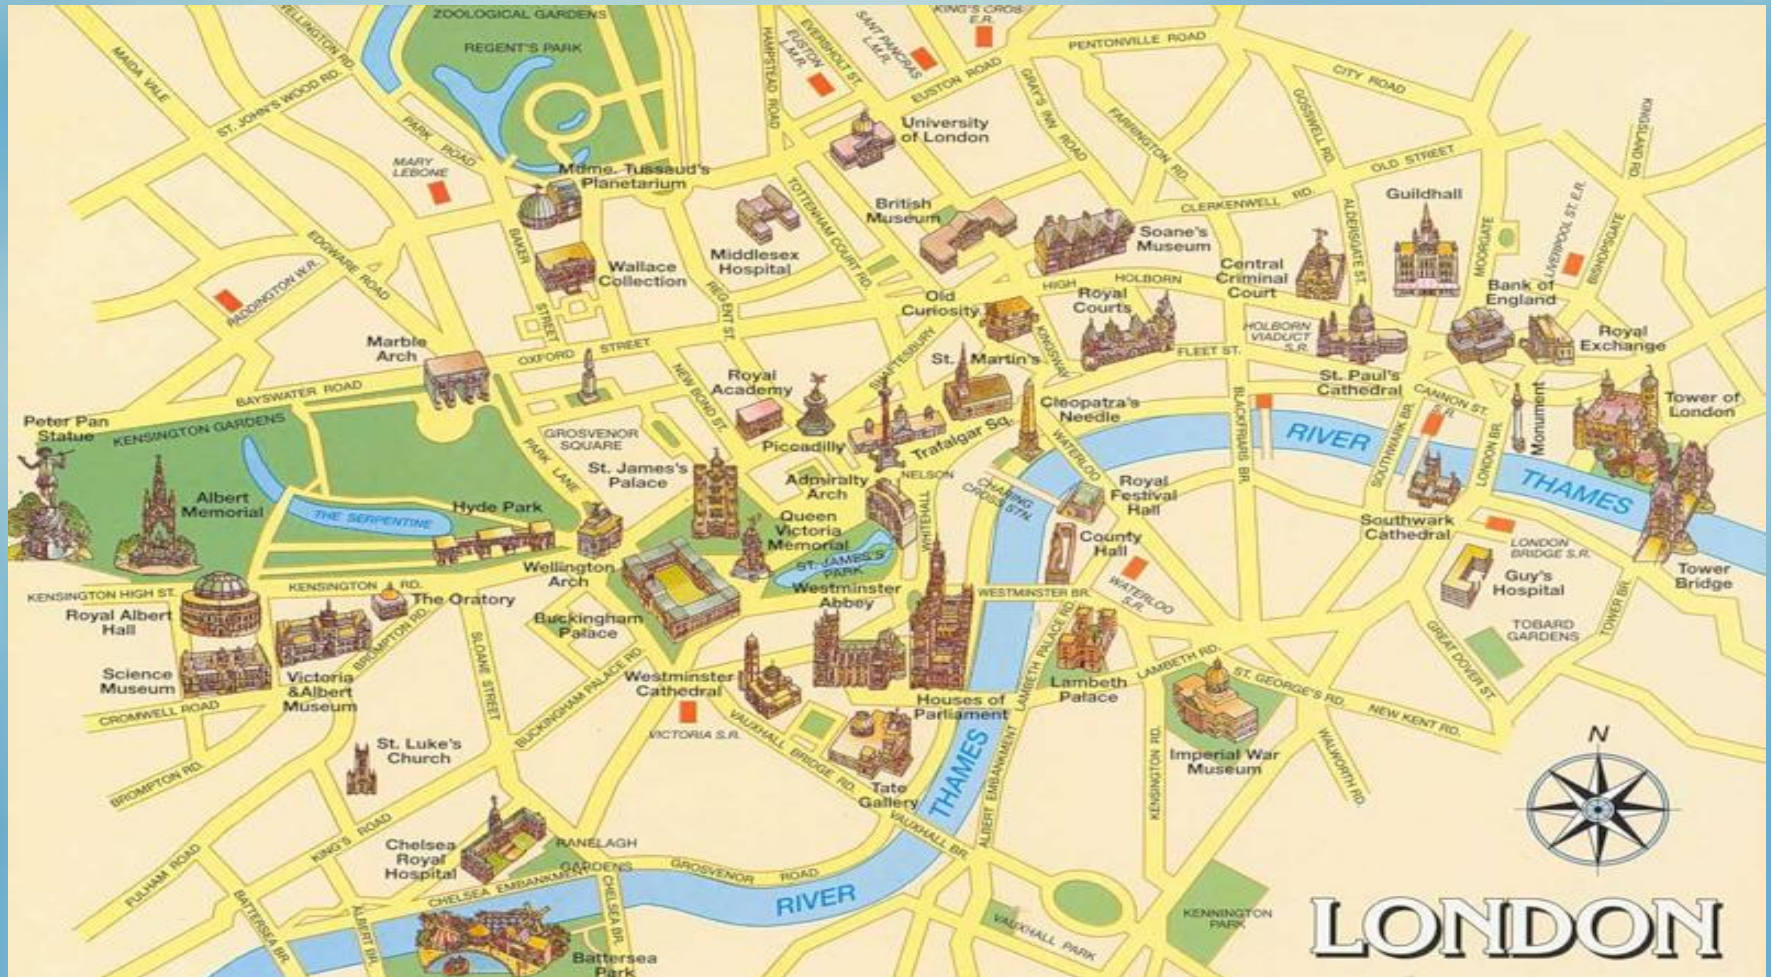 ZOOLOGICAL GARDENS
REGENT'S PARK
WELLINGTON RD.
MAIDA VALE
ST. JOHN'S WOOD RD.
PARK ROAD
HAMPSTEAD ROAD
EVERSHOLT ST.
EUSTON
L.M.R.
SANT PANCRAS
L.M.R.
KING'S CROS.
E.R.
EUSTON ROAD
PENTONVILLE ROAD
CITY ROAD
GRAY'S INN ROAD
FARRINGTON RD.
GOSWELL RD.
OLD STREET
KINGSLAND RD.
MARY
LEBONE
Mdme. Tussaud's
Planetarium
University
of London
British
Museum
TOTTENHAM COURT RD.
Middlesex
Hospital
BAKER
STREET
Wallace
Collection
EDGWARE ROAD
PADDINGTON W.R.
REGENT ST.
Soane's
Museum
CLERKENWELL RD.
ALDERSGATE ST.
Guildhall
MOORGATE
LIVERPOOL ST. E.R.
BISHOPSGATE
Central
Criminal
Court
HIGH HOLBORN
Royal
Courts
Old
Curiosity
KINGSWAY
SHAFTESBURY
Bank of
England
Royal
Exchange
HOLBORN
VIADUCT
S.R.
FLEET ST.
St. Paul's
Cathedral
CANNON ST.
S.R.
Monument
Tower of
London
Marble
Arch
OXFORD STREET
BAYSWATER ROAD
NEW BOND ST.
Royal
Academy
Piccadilly
St. Martin's
Trafalgar Sq.
NELSON
Cleopatra's
Needle
WATERLOO
BLACKFRIARS BR.
RIVER
THAMES
SOUTHWARK BR.
LONDON BR.
Peter Pan
Statue
KENSINGTON GARDENS
PARK LANE
GROSVENOR
SQUARE
St. James's
Palace
Admiralty
Arch
WHITEHALL
CHARING
CROSS STN.
Royal
Festival
Hall
Southwark
Cathedral
LONDON
BRIDGE S.R.
Tower
Bridge
Albert
Memorial
THE SERPENTINE
Hyde Park
Wellington
Arch
Queen
Victoria
Memorial
ST. JAMES'S
PARK
County
Hall
WATERLOO
S.R.
Guy's
Hospital
TOBARD
GARDENS
TOWER BR.
GREAT DOVER ST.
KENSINGTON HIGH ST.
KENSINGTON RD.
Royal Albert
Hall
The Oratory
BROMPTON RD.
Buckingham
Palace
Westminster
Abbey
WESTMINSTER BR.
LAMBETH PALACE RD.
Science
Museum
Victoria
&Albert
Museum
SLOANE STREET
BUCKINGHAM PALACE RD.
Westminster
Cathedral
VICTORIA S.R.
Houses of
Parliament
Lambeth
Palace
LAMBETH RD.
ST. GEORGE'S RD.
NEW KENT RD.
WALWORTH RD.
CROMWELL ROAD
BROMPTON RD.
St. Luke's
Church
VAUXHALL BRIDGE RD.
Tate
Gallery
THAMES
ALBERT EMBANKMENT
KENSINGTON RD.
Imperial War
Museum
N
KING'S ROAD
FULHAM ROAD
Chelsea
Royal
Hospital
RANELAGH
GARDENS
CHELSEA EMBANKMENT
GROSVENOR ROAD
VAUXHALL BR.
RIVER
BATTERSEA BR.
ALBERT BR.
CHELSEA BR.
Battersea
Park
VAUXHALL PARK
KENNINGTON
PARK
LONDON